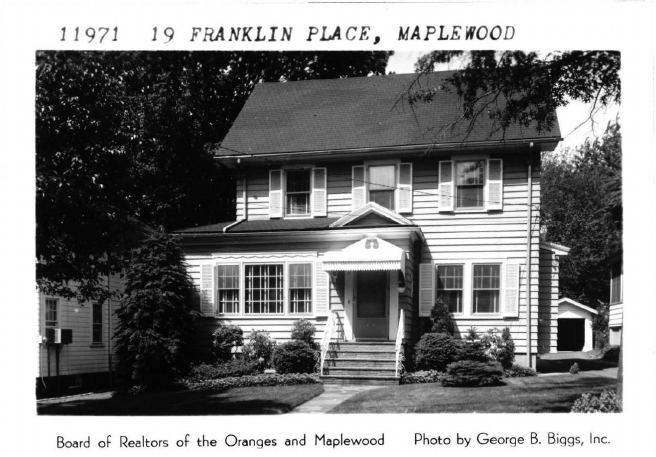 11971 19 FRANKLIN PLACE, MAPLEWOOD
Board of Realtors of the Oranges and Maplewood Photo by George B. Biggs, Inc.